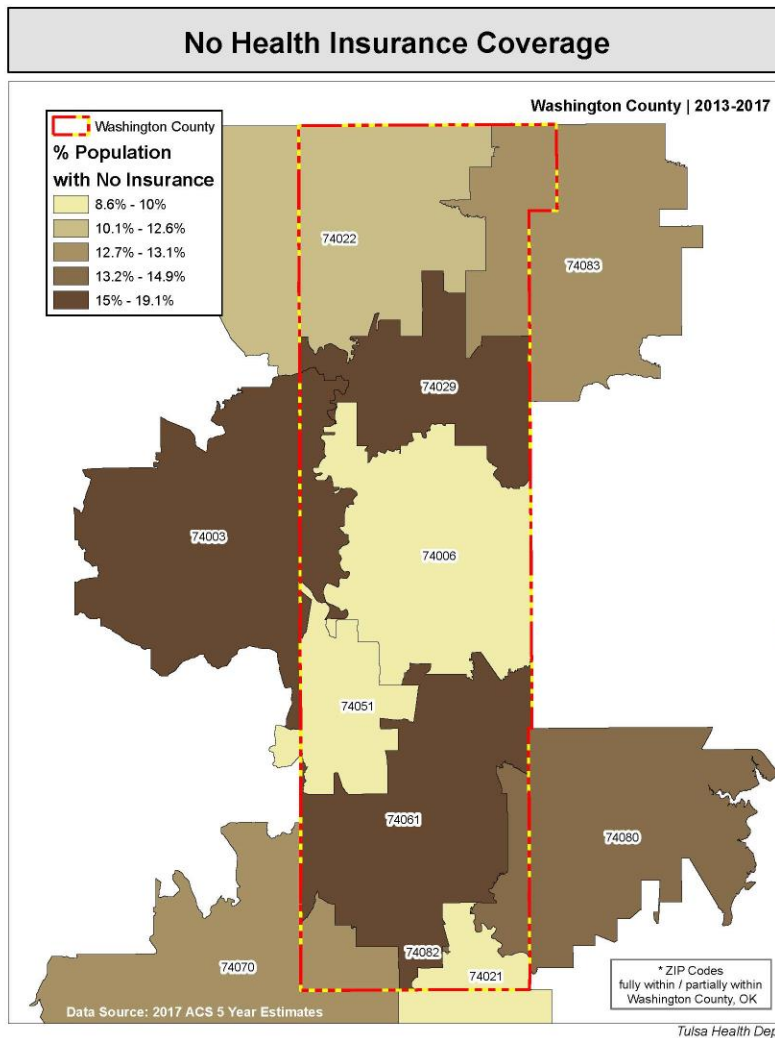 No Health Insurance Coverage
Washington County | 2013-2017
Washington County
% Population
with No Insurance
8.6% - 10%
10.1% - 12.6%
12.7% - 13.1%
13.2% - 14.9%
15% - 19.1%
74022
74083
74029
74003
74006
74051
74061
74080
74082
74070
74021
* ZIP Codes
fully within / partially within
Washington County, OK
Data Source: 2017 ACS 5 Year Estimates
Tulsa Health Dep